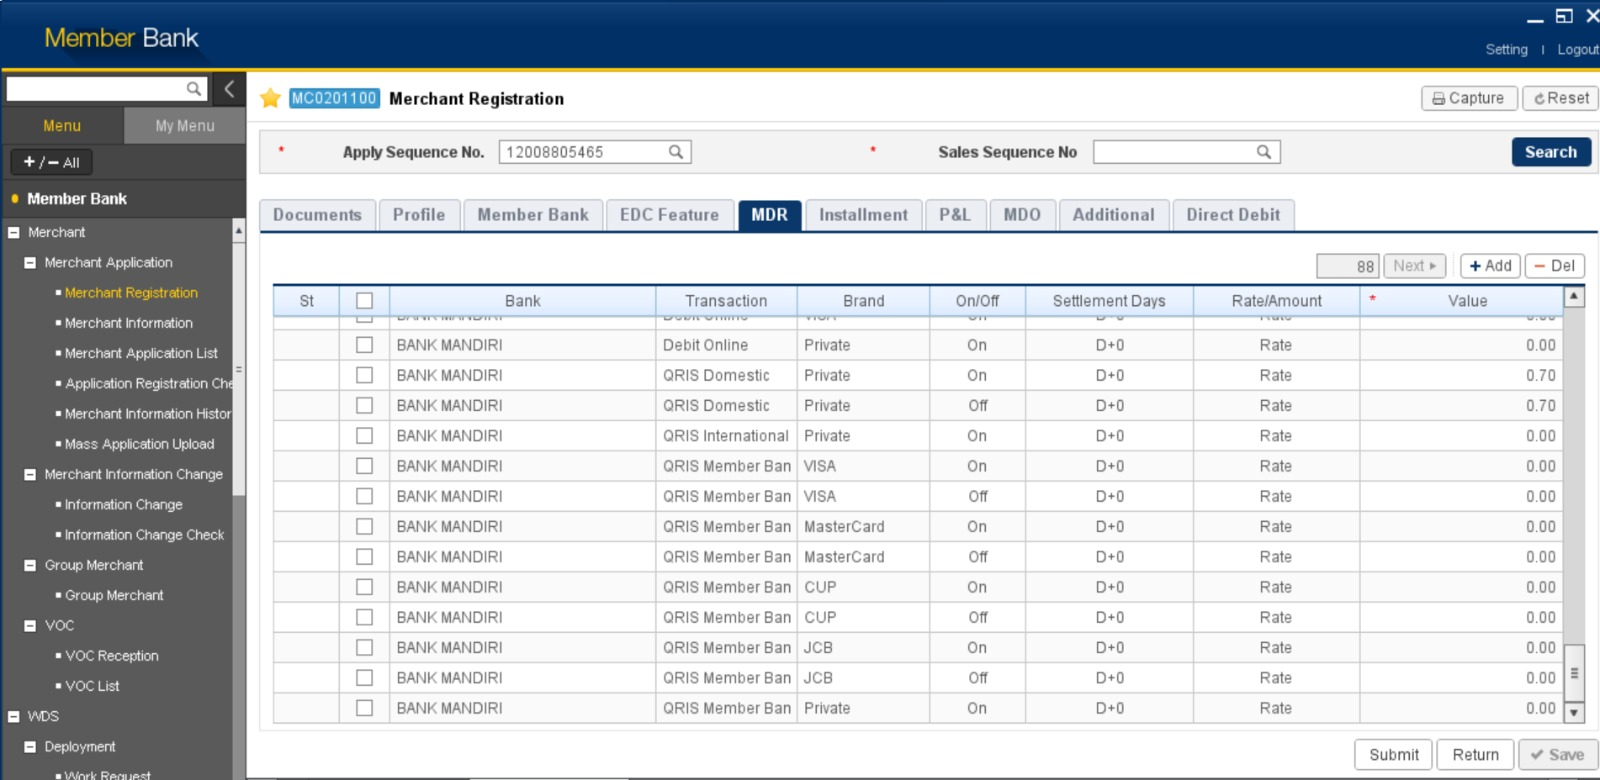 Member Bank
Setting | Logout
MC0201100 Merchant Registration
Capture Reset
Menu My Menu
+ / − All
* Apply Sequence No. 12008805465 * Sales Sequence No Search
Member Bank
Merchant
Merchant Application
Merchant Registration
Merchant Information
Merchant Application List
Application Registration Che
Merchant Information Histor
Mass Application Upload
Merchant Information Change
Information Change
Information Change Check
Group Merchant
Group Merchant
VOC
VOC Reception
VOC List
WDS
Deployment
Work Request
Documents Profile Member Bank EDC Feature MDR Installment P&L MDO Additional Direct Debit
88 Next + Add − Del
St Bank Transaction Brand On/Off Settlement Days Rate/Amount * Value
BANK MANDIRI Debit Online VISA Off D+0 Rate 0.00
BANK MANDIRI Debit Online Private On D+0 Rate 0.00
BANK MANDIRI QRIS Domestic Private On D+0 Rate 0.70
BANK MANDIRI QRIS Domestic Private Off D+0 Rate 0.70
BANK MANDIRI QRIS International Private On D+0 Rate 0.00
BANK MANDIRI QRIS Member Ban VISA On D+0 Rate 0.00
BANK MANDIRI QRIS Member Ban VISA Off D+0 Rate 0.00
BANK MANDIRI QRIS Member Ban MasterCard On D+0 Rate 0.00
BANK MANDIRI QRIS Member Ban MasterCard Off D+0 Rate 0.00
BANK MANDIRI QRIS Member Ban CUP On D+0 Rate 0.00
BANK MANDIRI QRIS Member Ban CUP Off D+0 Rate 0.00
BANK MANDIRI QRIS Member Ban JCB On D+0 Rate 0.00
BANK MANDIRI QRIS Member Ban JCB Off D+0 Rate 0.00
BANK MANDIRI QRIS Member Ban Private On D+0 Rate 0.00
Submit Return Save